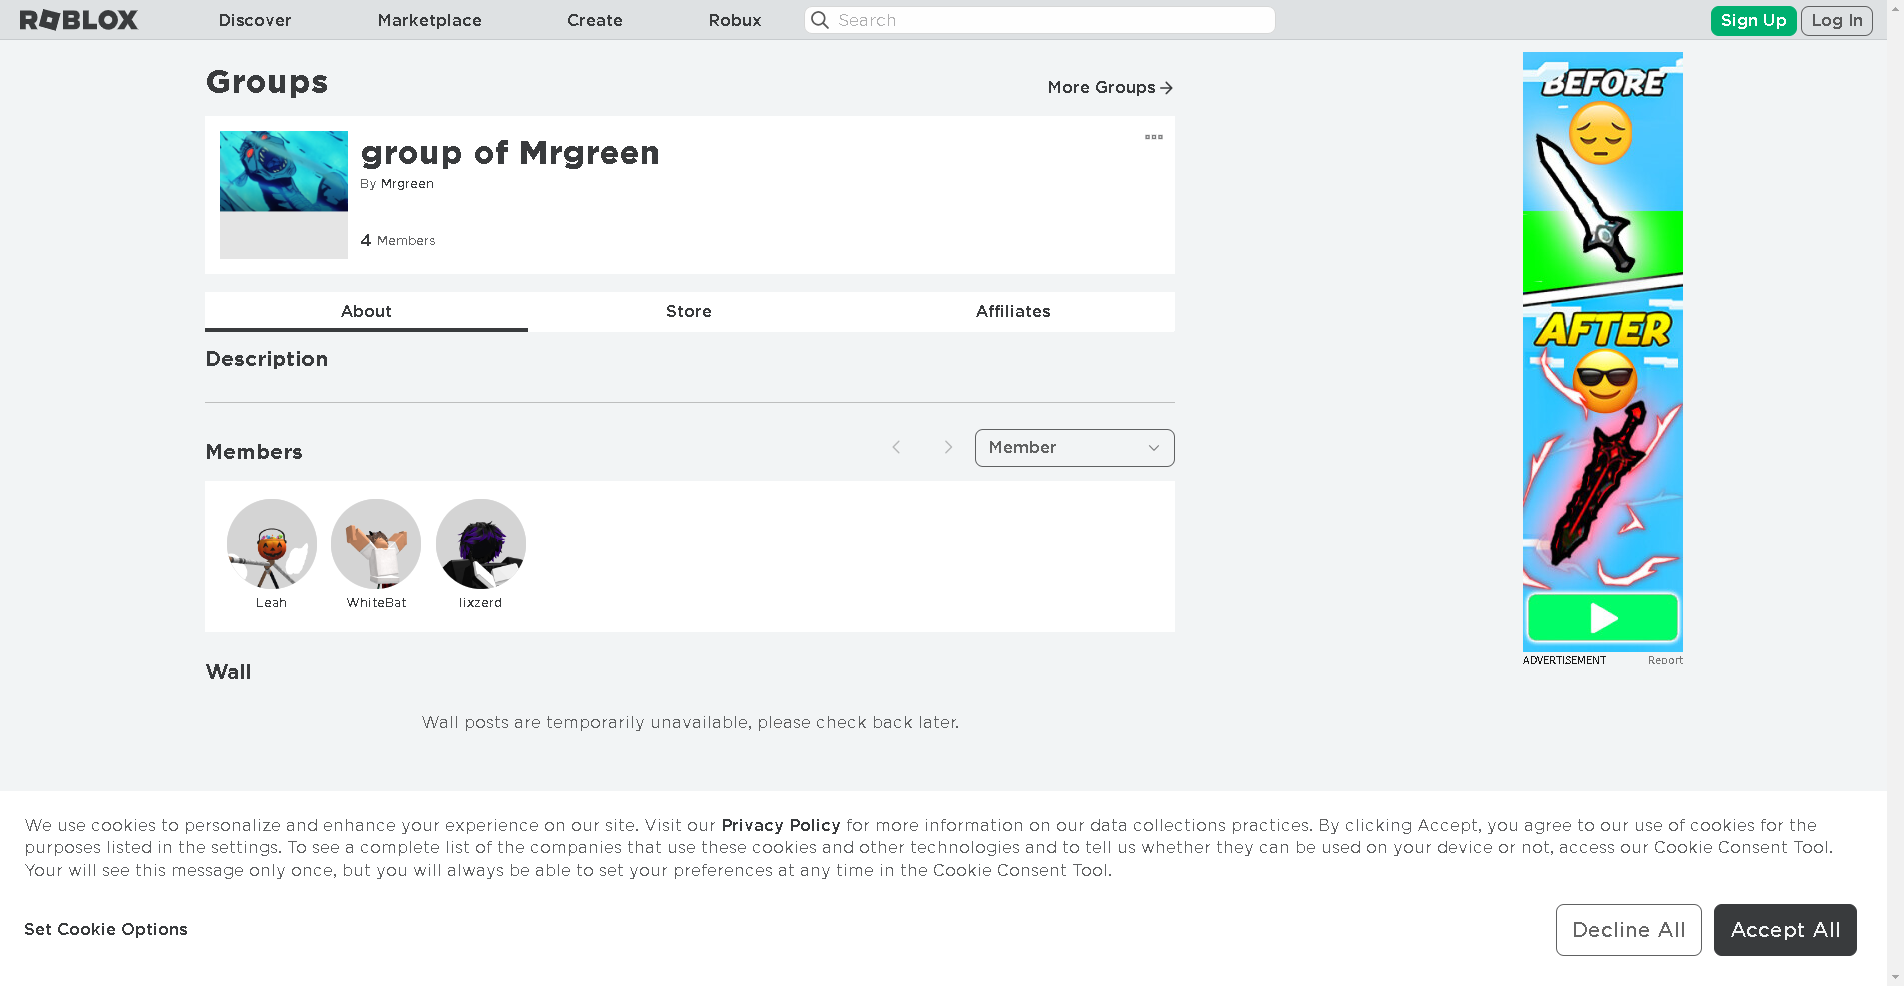 ROBLOX
Discover
Marketplace
Create
Robux
Search
Sign Up
Log In
Groups
More Groups
group of Mrgreen
By Mrgreen
4 Members
About
Store
Affiliates
Description
Members
Member
Leah
WhiteBat
lixzerd
Wall
Wall posts are temporarily unavailable, please check back later.
BEFORE
AFTER
ADVERTISEMENT
Report
We use cookies to personalize and enhance your experience on our site. Visit our Privacy Policy for more information on our data collections practices. By clicking Accept, you agree to our use of cookies for the
purposes listed in the settings. To see a complete list of the companies that use these cookies and other technologies and to tell us whether they can be used on your device or not, access our Cookie Consent Tool.
Your will see this message only once, but you will always be able to set your preferences at any time in the Cookie Consent Tool.
Set Cookie Options
Decline All
Accept All